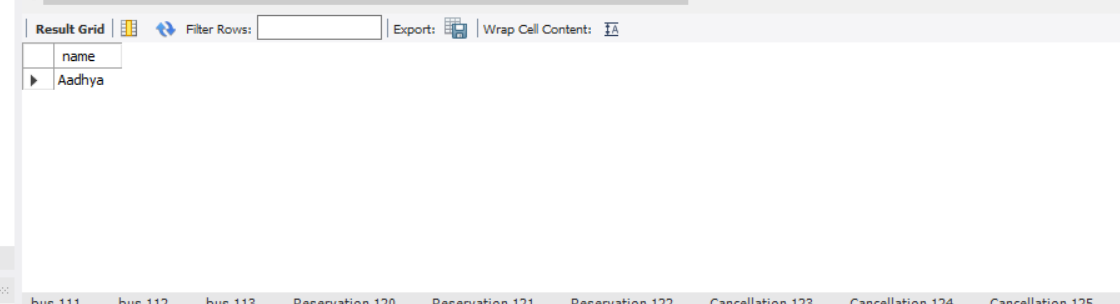 Result Grid Filter Rows: Export: Wrap Cell Content: IA
name
Aadhya
bus 111 bus 112 bus 113 Reservation 120 Reservation 121 Reservation 122 Cancellation 123 Cancellation 124 Cancellation 125